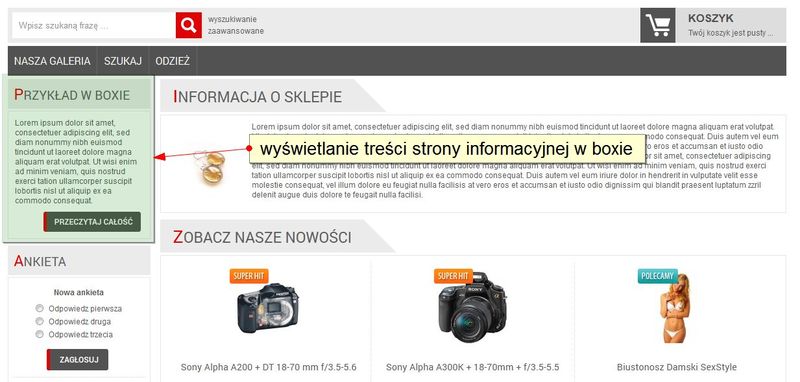 Wpisz szukaną frazę ...
wyszukiwanie
zaawansowane
KOSZYK
Twój koszyk jest pusty ...
NASZA GALERIA
SZUKAJ
ODZIEŻ
PRZYKŁAD W BOXIE
Lorem ipsum dolor sit amet,
consectetuer adipiscing elit, sed
diam nonummy nibh euismod
tincidunt ut laoreet dolore magna
aliquam erat volutpat. Ut wisi enim
ad minim veniam, quis nostrud
exerci tation ullamcorper suscipit
lobortis nisl ut aliquip ex ea
commodo consequat.
PRZECZYTAJ CAŁOŚĆ
ANKIETA
Nowa ankieta
Odpowiedz pierwsza
Odpowiedz druga
Odpowiedz trzecia
ZAGŁOSUJ
INFORMACJA O SKLEPIE
Lorem ipsum dolor sit amet, consectetuer adipiscing elit, sed diam nonummy nibh euismod tincidunt ut laoreet dolore magna aliquam erat volutpat.
commodo consequat. Duis autem vel eum
eros et accumsan et iusto odio
wyświetlanie treści strony informacyjnej w boxie
dolor sit amet, cons
ectetuer adipiscing elit, sed diam nonummy nibh euismod tincidunt ut laoreet dolore magna aliquam erat volutpat. Ut wisi enim ad minim veniam, quis
nostrud exerci tation ullamcorper suscipit lobortis nisl ut aliquip ex ea commodo consequat. Duis autem vel eum iriure dolor in hendrerit in vulputate velit esse
molestie consequat, vel illum dolore eu feugiat nulla facilisis at vero eros et accumsan et iusto odio dignissim qui blandit praesent luptatum zzril
delenit augue duis dolore te feugait nulla facilisi.
ZOBACZ NASZE NOWOŚCI
SUPER HIT
SUPER HIT
POLECAMY
Sony Alpha A200 + DT 18-70 mm f/3.5-5.6
Sony Alpha A300K + 18-70mm + f/3.5-5.5
Biustonosz Damski SexStyle